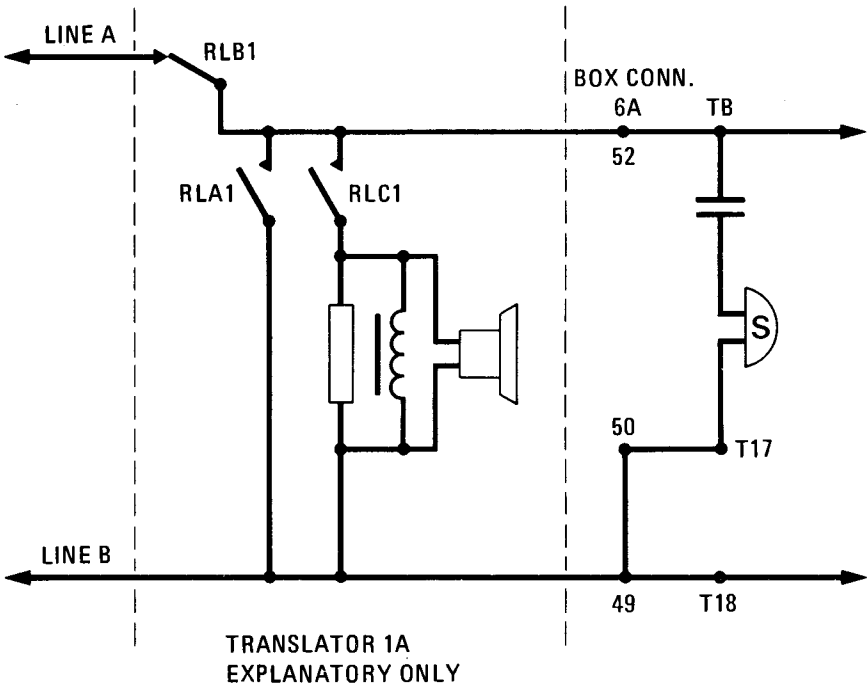 LINE A
RLB1
BOX CONN.
6A
TB
52
RLA1
RLC1
S
50
T17
LINE B
49
T18
TRANSLATOR 1A
EXPLANATORY ONLY